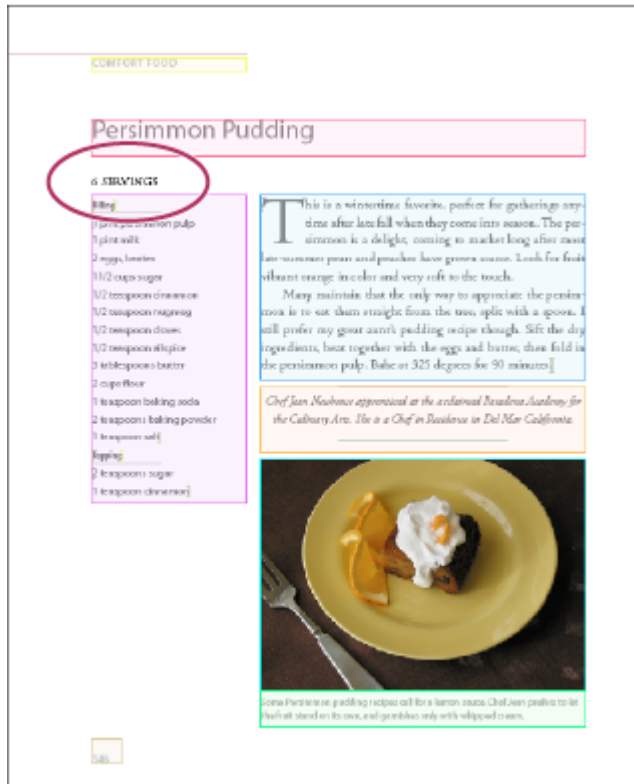 COMFORT FOOD
Persimmon Pudding
6 SERVINGS
Filling
1 pint persimmon pulp
1 pint milk
2 eggs, beaten
1 1/2 cups sugar
1/2 teaspoon cinnamon
1/2 teaspoon nugmeg
1/2 teaspoon cloves
1/2 teaspoon allspice
3 tablespoons butter
2 cups flour
1 teaspoon baking soda
2 teaspoons baking powder
1 teaspoon salt
Topping
2 teaspoons sugar
1 teaspoon cinnamon
This is a wintertime favorite, perfect for gatherings any-
time after late fall when they come into season. The per-
simmon is a delight, coming to market long after most
late-summer pears and peaches have grown scarce. Look for fruit
vibrant orange in color and very soft to the touch.
Many maintain that the only way to appreciate the persim-
mon is to eat them straight from the tree, split with a spoon. I
still prefer my great aunt's pudding recipe though. Sift the dry
ingredients, beat together with the eggs and butter, then fold in
the persimmon pulp. Bake at 325 degrees for 90 minutes
Chef Jean Newhouse apprenticed at the acclaimed Pasadena Academy for
the Culinary Arts. She is a Chef in Residence in Del Mar California.
Some Persimmon pudding recipes call for a lemon sauce. Chef Jean prefers to let
the fruit stand on its own, and garnishes only with whipped cream.